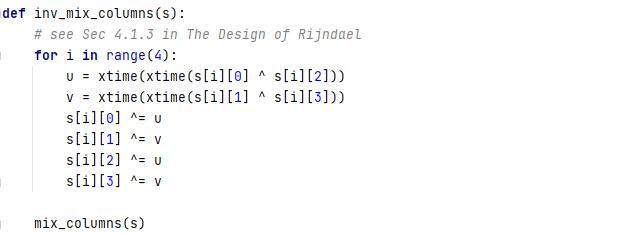 def inv_mix_columns(s):
    # see Sec 4.1.3 in The Design of Rijndael
    for i in range(4):
        u = xtime(xtime(s[i][0] ^ s[i][2]))
        v = xtime(xtime(s[i][1] ^ s[i][3]))
        s[i][0] ^= u
        s[i][1] ^= v
        s[i][2] ^= u
        s[i][3] ^= v

    mix_columns(s)